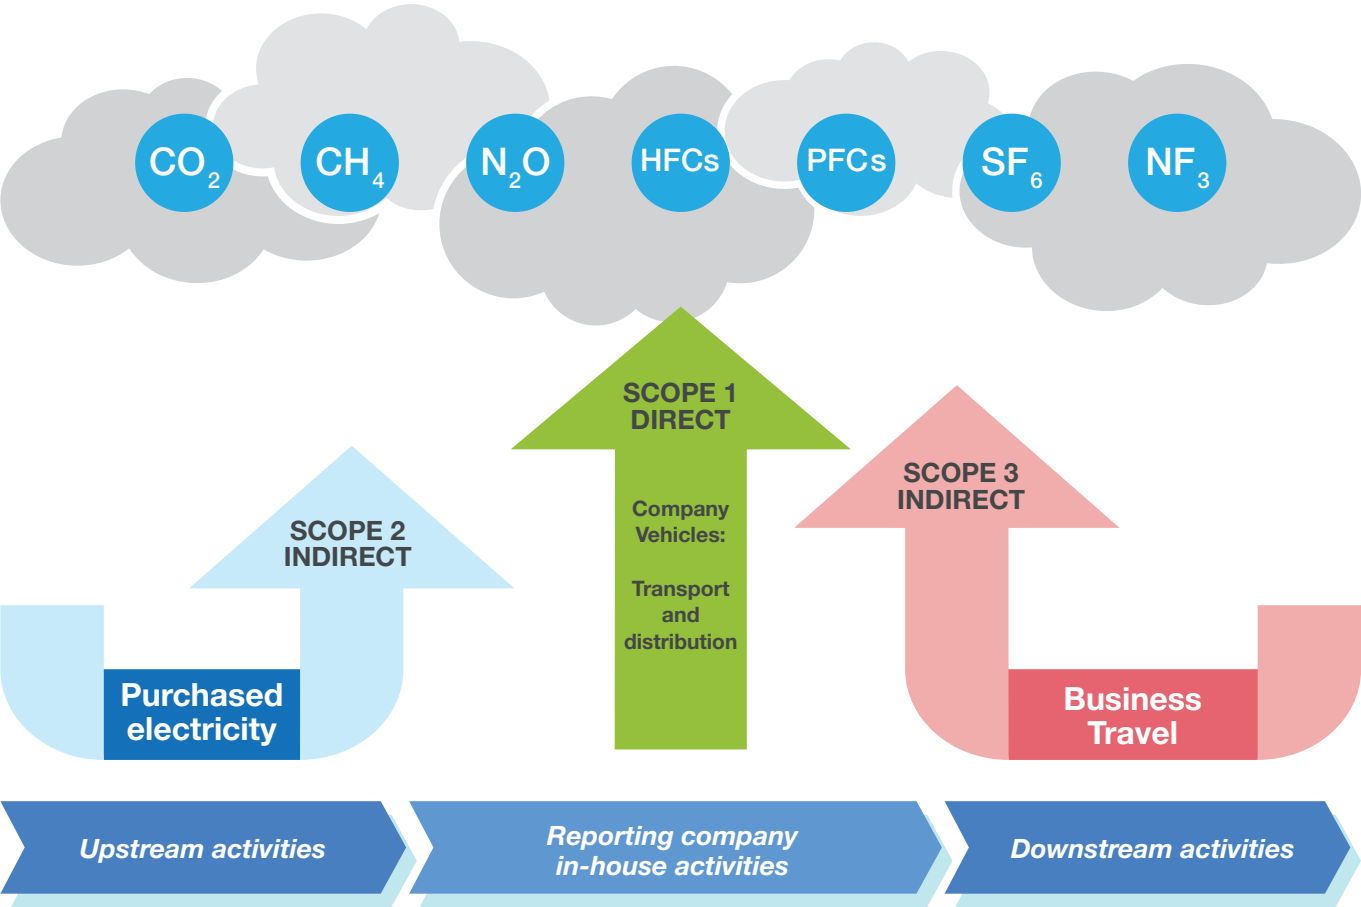 CO2
CH4
N2O
HFCs
PFCs
SF6
NF3
SCOPE 1
DIRECT
Company
Vehicles:
Transport
and
distribution
SCOPE 2
INDIRECT
Purchased
electricity
SCOPE 3
INDIRECT
Business
Travel
Upstream activities
Reporting company
in-house activities
Downstream activities